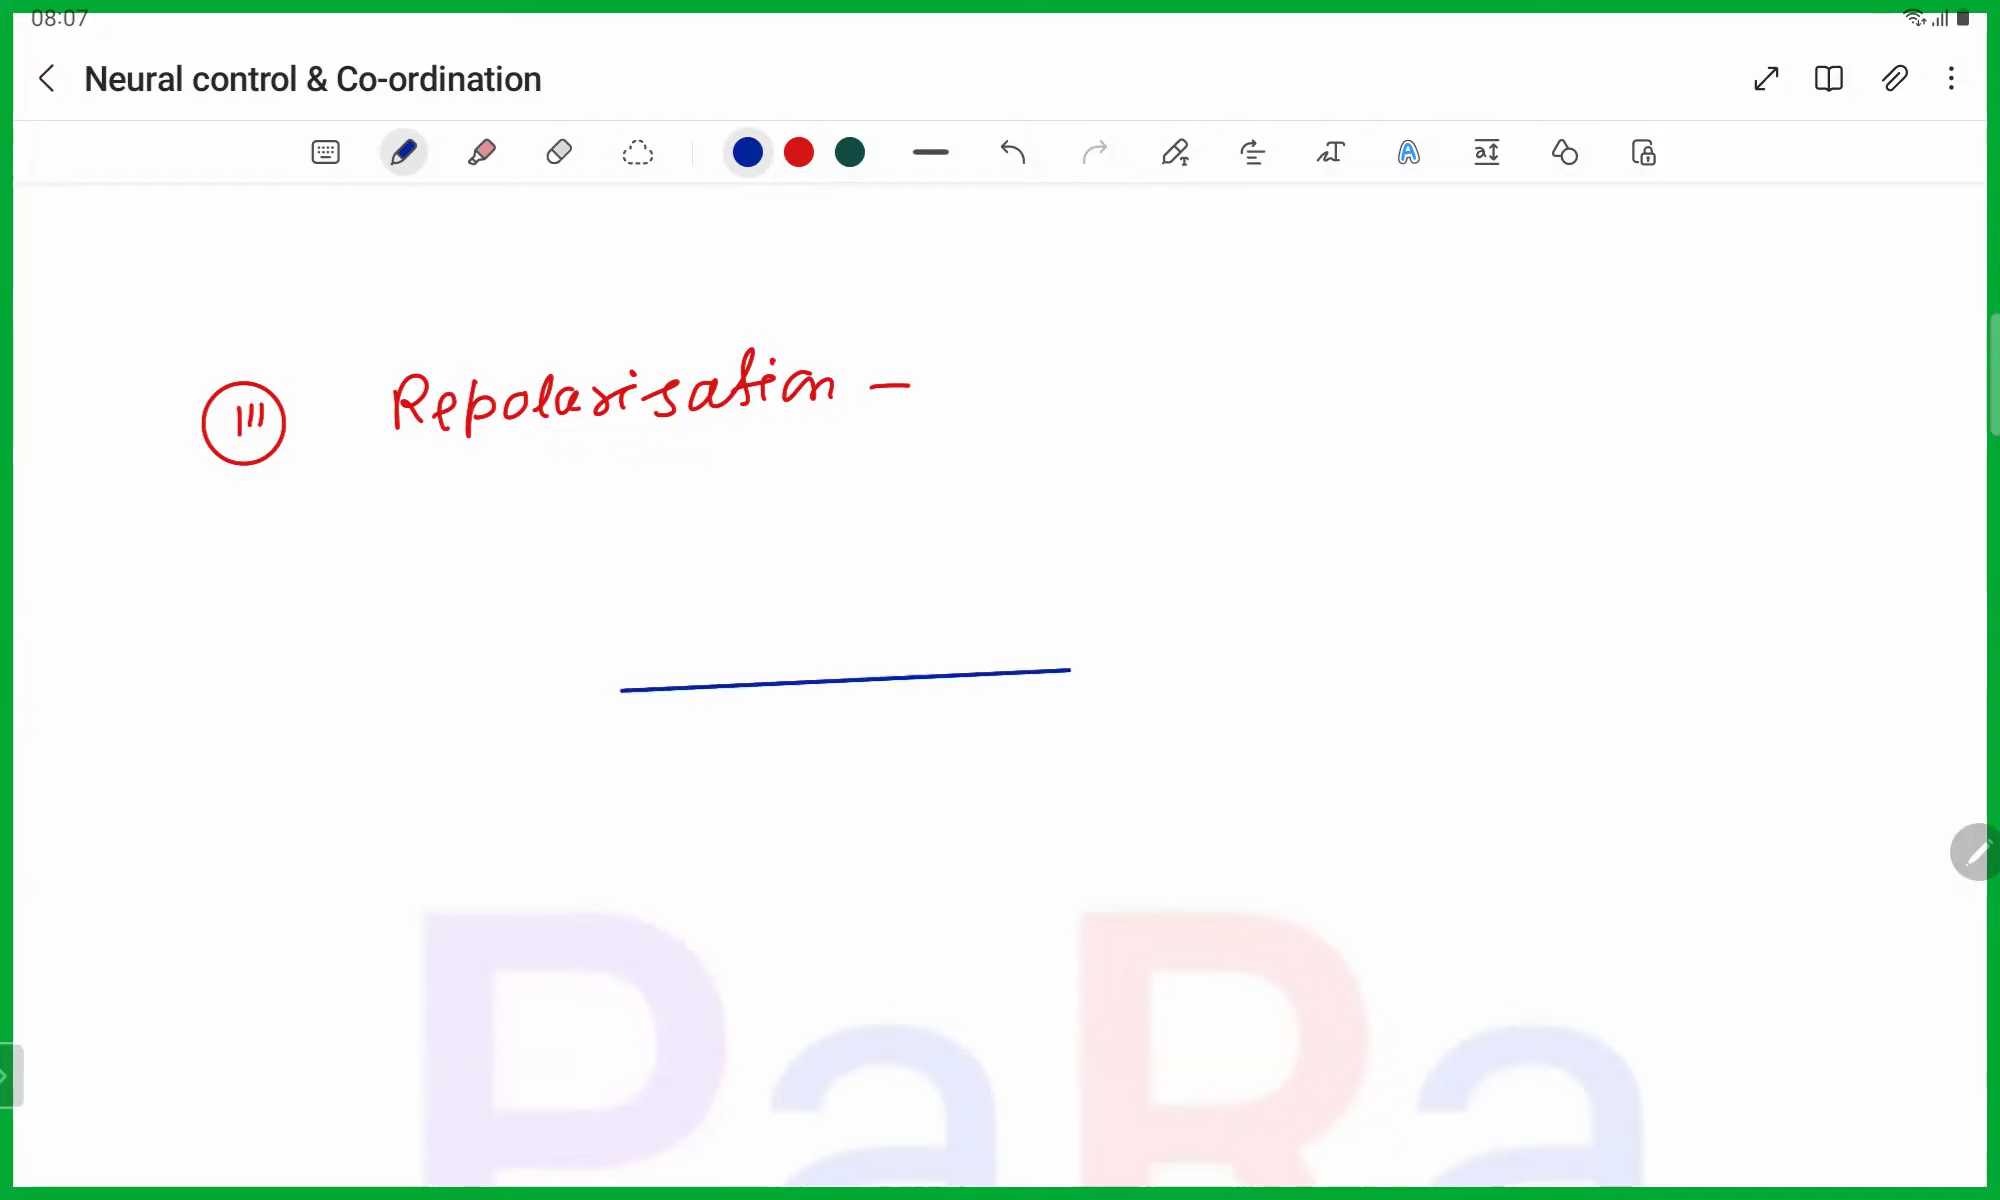 08:07
Neural control & Co-ordination
III Repolarisation –
PaRa